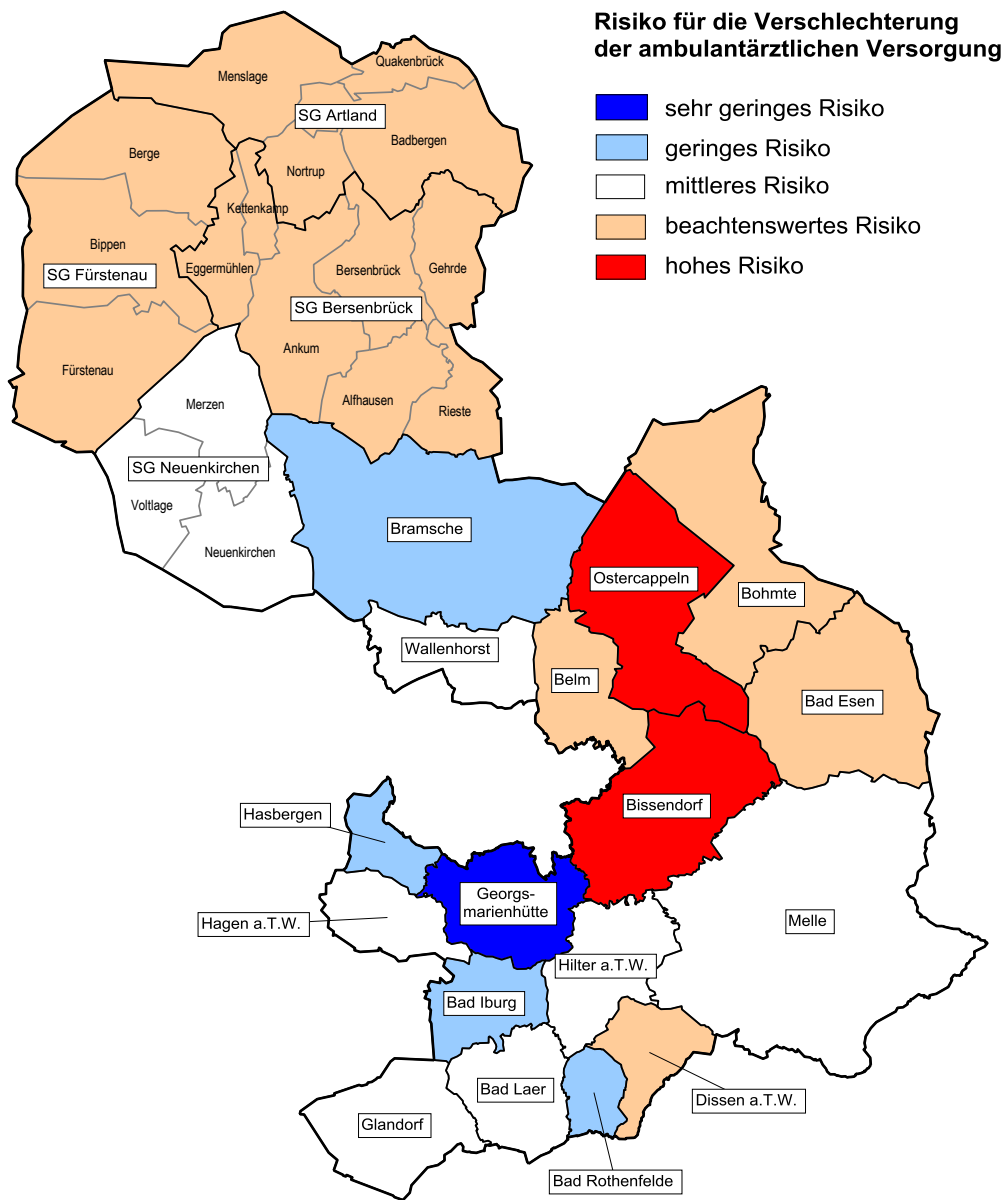 Risiko für die Verschlechterung
der ambulantärztlichen Versorgung
sehr geringes Risiko
geringes Risiko
mittleres Risiko
beachtenswertes Risiko
hohes Risiko
Quakenbrück
Menslage
SG Artland
Badbergen
Berge
Nortrup
Kettenkamp
Bippen
SG Fürstenau
Eggermühlen
Bersenbrück
Gehrde
SG Bersenbrück
Ankum
Fürstenau
Alfhausen
Rieste
Merzen
SG Neuenkirchen
Voltlage
Neuenkirchen
Bramsche
Ostercappeln
Bohmte
Wallenhorst
Belm
Bad Esen
Bissendorf
Hasbergen
Georgs-
marienhütte
Hagen a.T.W.
Melle
Hilter a.T.W.
Bad Iburg
Bad Laer
Dissen a.T.W.
Glandorf
Bad Rothenfelde